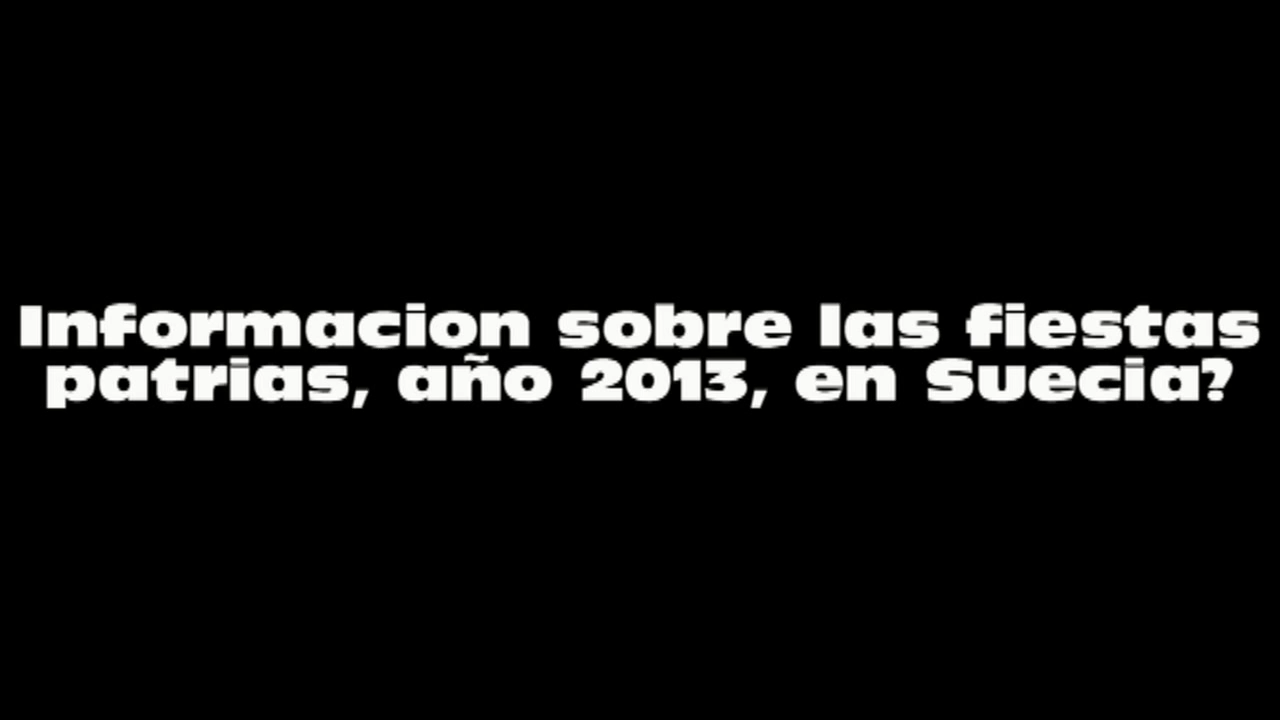 Informacion sobre las fiestas
patrias, año 2013, en Suecia?